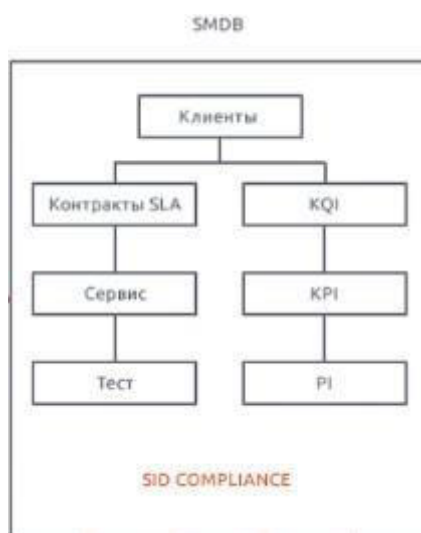 SMDB
Клиенты
Контракты SLA
KQI
Сервис
KPI
Тест
PI
SID COMPLIANCE